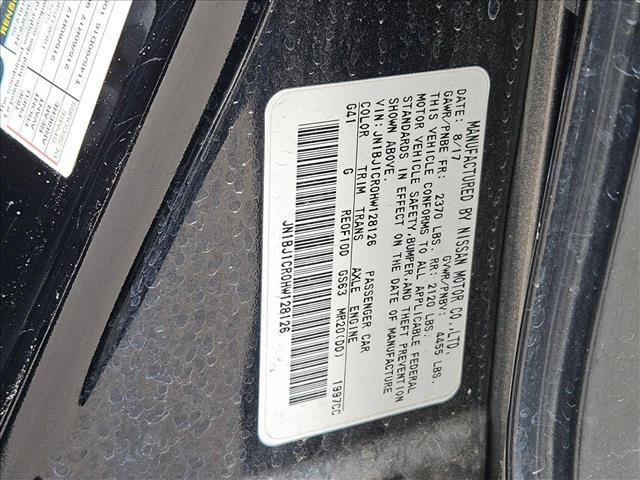 MANUFACTURED BY NISSAN MOTOR CO.,LTD.
DATE: 8/17 GVWR/PNBV: 4455 LBS.
GAWR/PNBE FR: 2370 LBS. RR: 2120 LBS.
THIS VEHICLE CONFORMS TO ALL APPLICABLE FEDERAL
MOTOR VEHICLE SAFETY,BUMPER,AND THEFT PREVENTION
STANDARDS IN EFFECT ON THE DATE OF MANUFACTURE
SHOWN ABOVE.
VIN: JN1BJ1CR0HW128126 PASSENGER CAR
COLOR TRIM TRANS AXLE ENGINE
G41 G RE0F10D GS63 MR20(DD) 1997CC
JN1BJ1CR0HW128126
AVANT